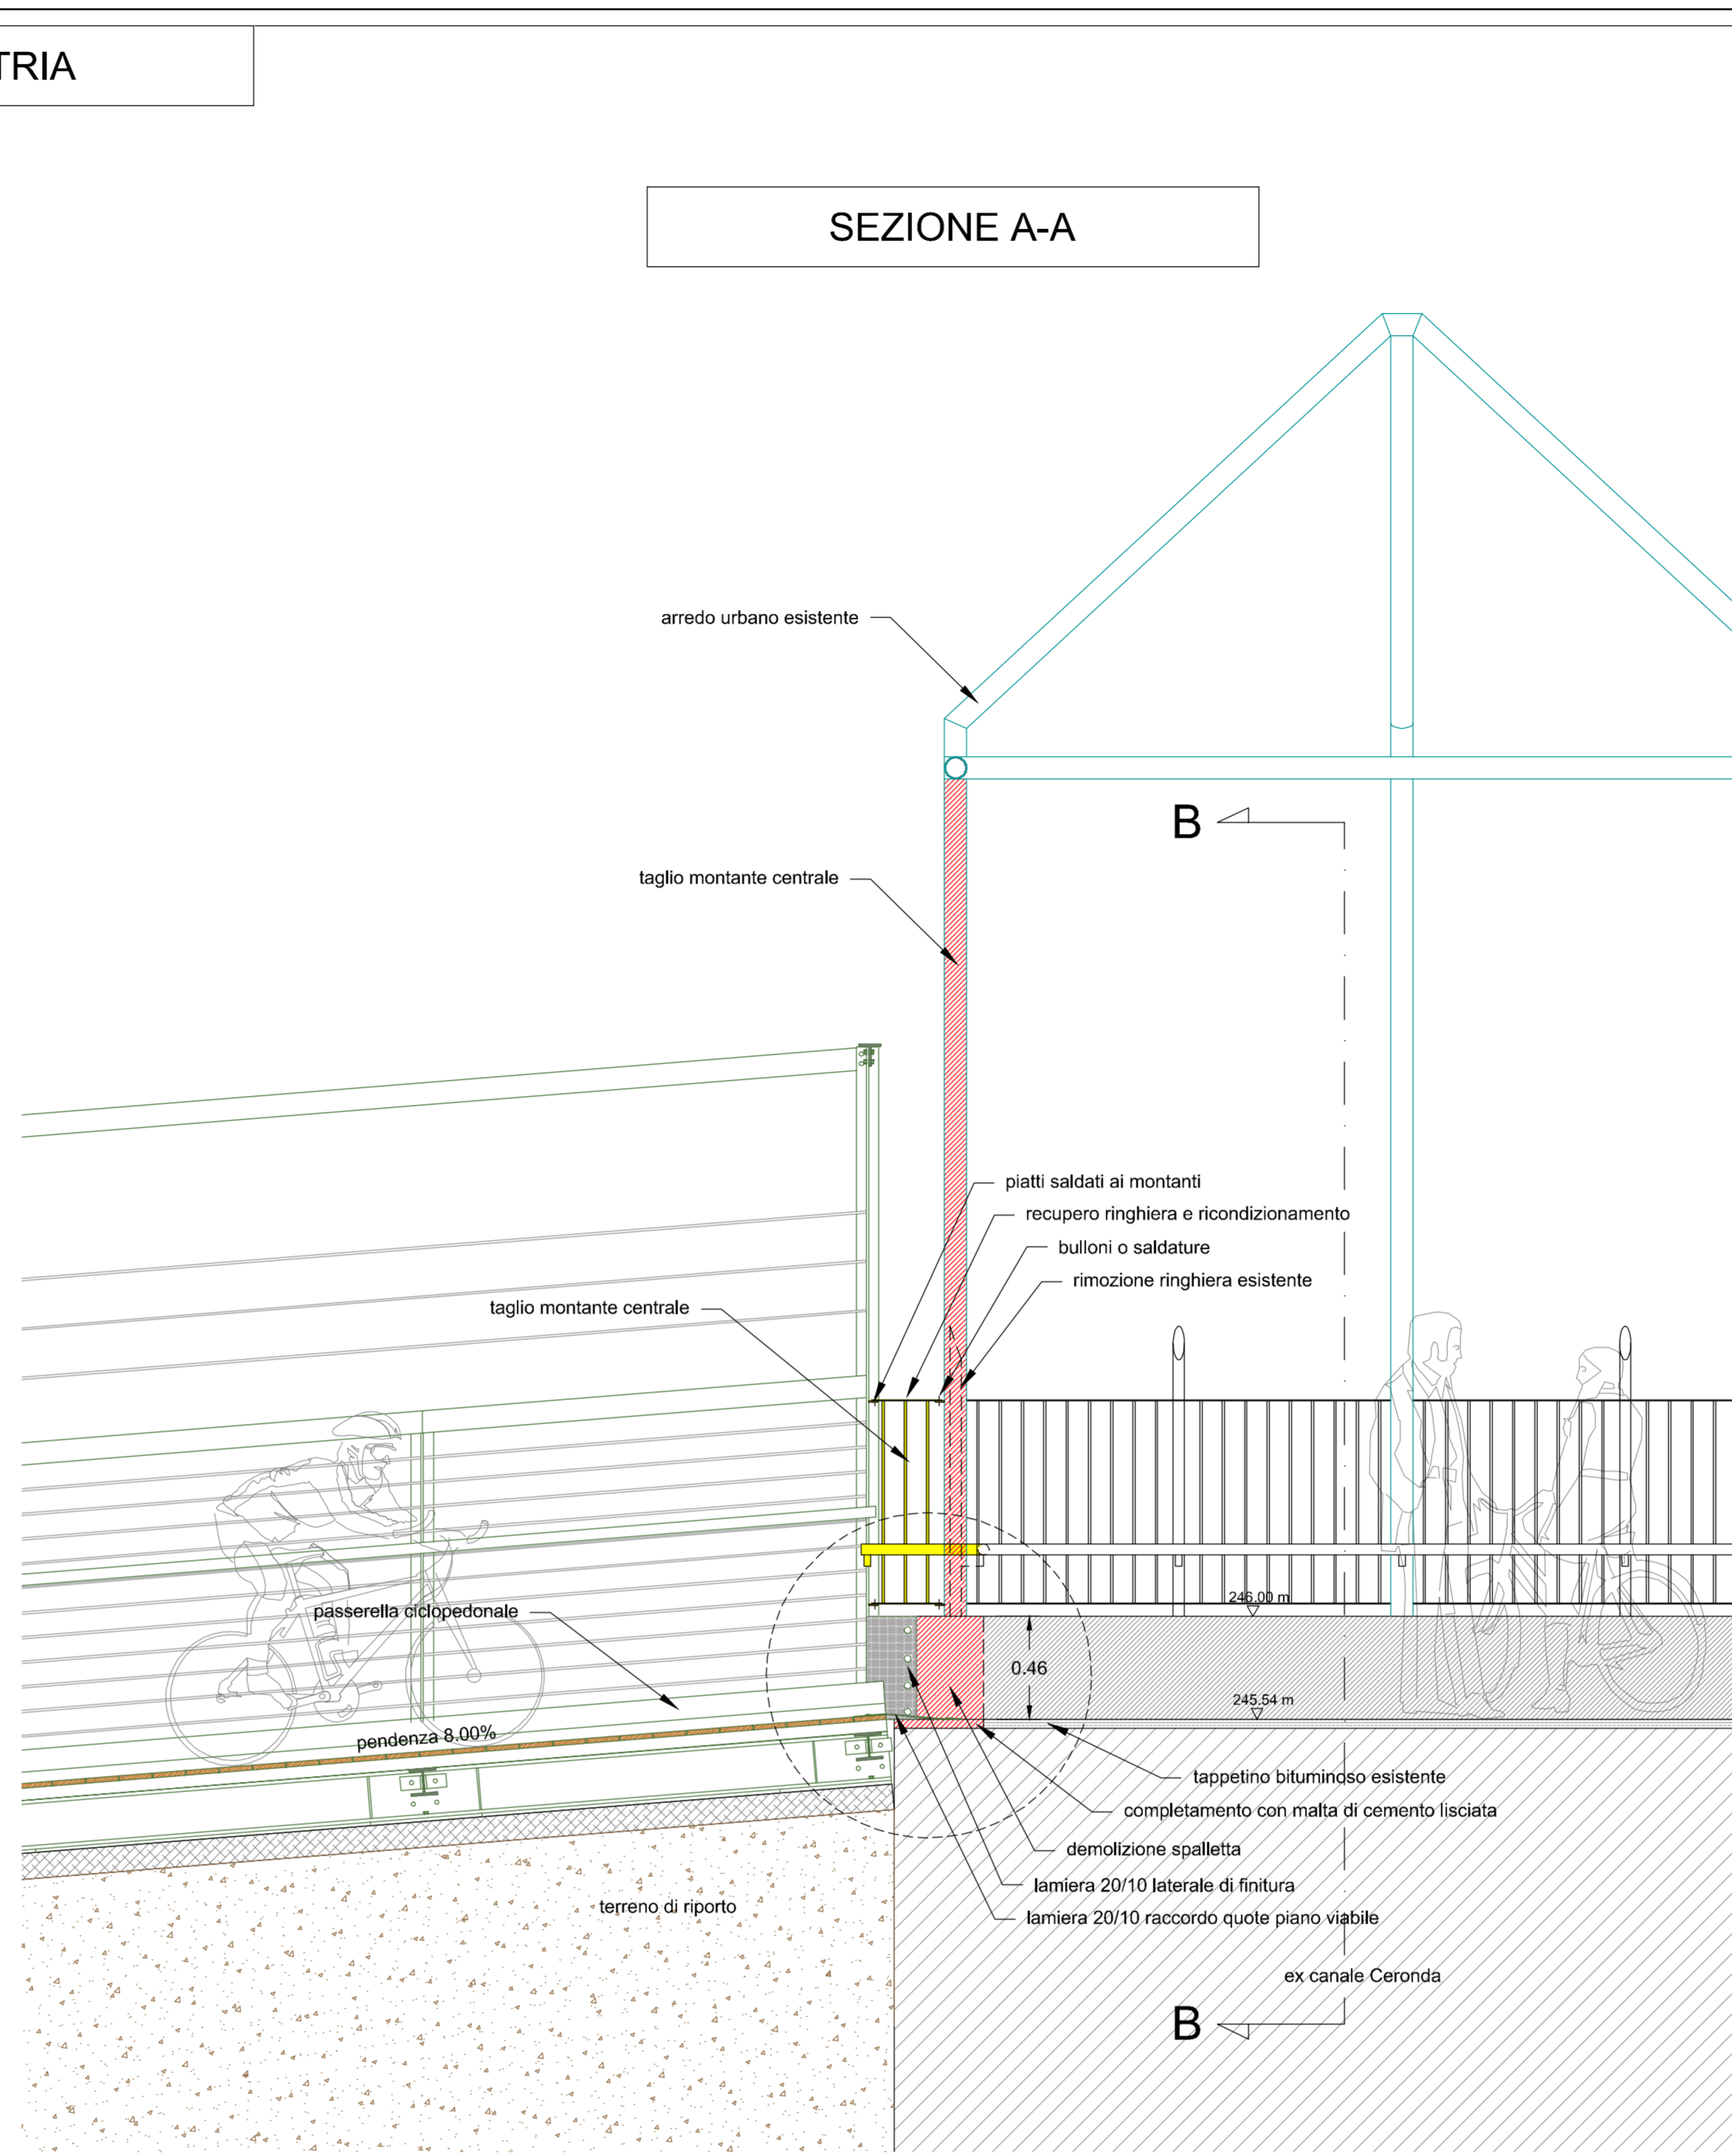 TRIA
SEZIONE A-A
arredo urbano esistente
B
taglio montante centrale
piatti saldati ai montanti
recupero ringhiera e ricondizionamento
bulloni o saldature
rimozione ringhiera esistente
taglio montante centrale
246.00 m
passerella ciclopedonale
0.46
245.54 m
pendenza 8.00%
tappetino bituminoso esistente
completamento con malta di cemento lisciata
demolizione spalletta
lamiera 20/10 laterale di finitura
terreno di riporto
lamiera 20/10 raccordo quote piano viabile
ex canale Ceronda
B